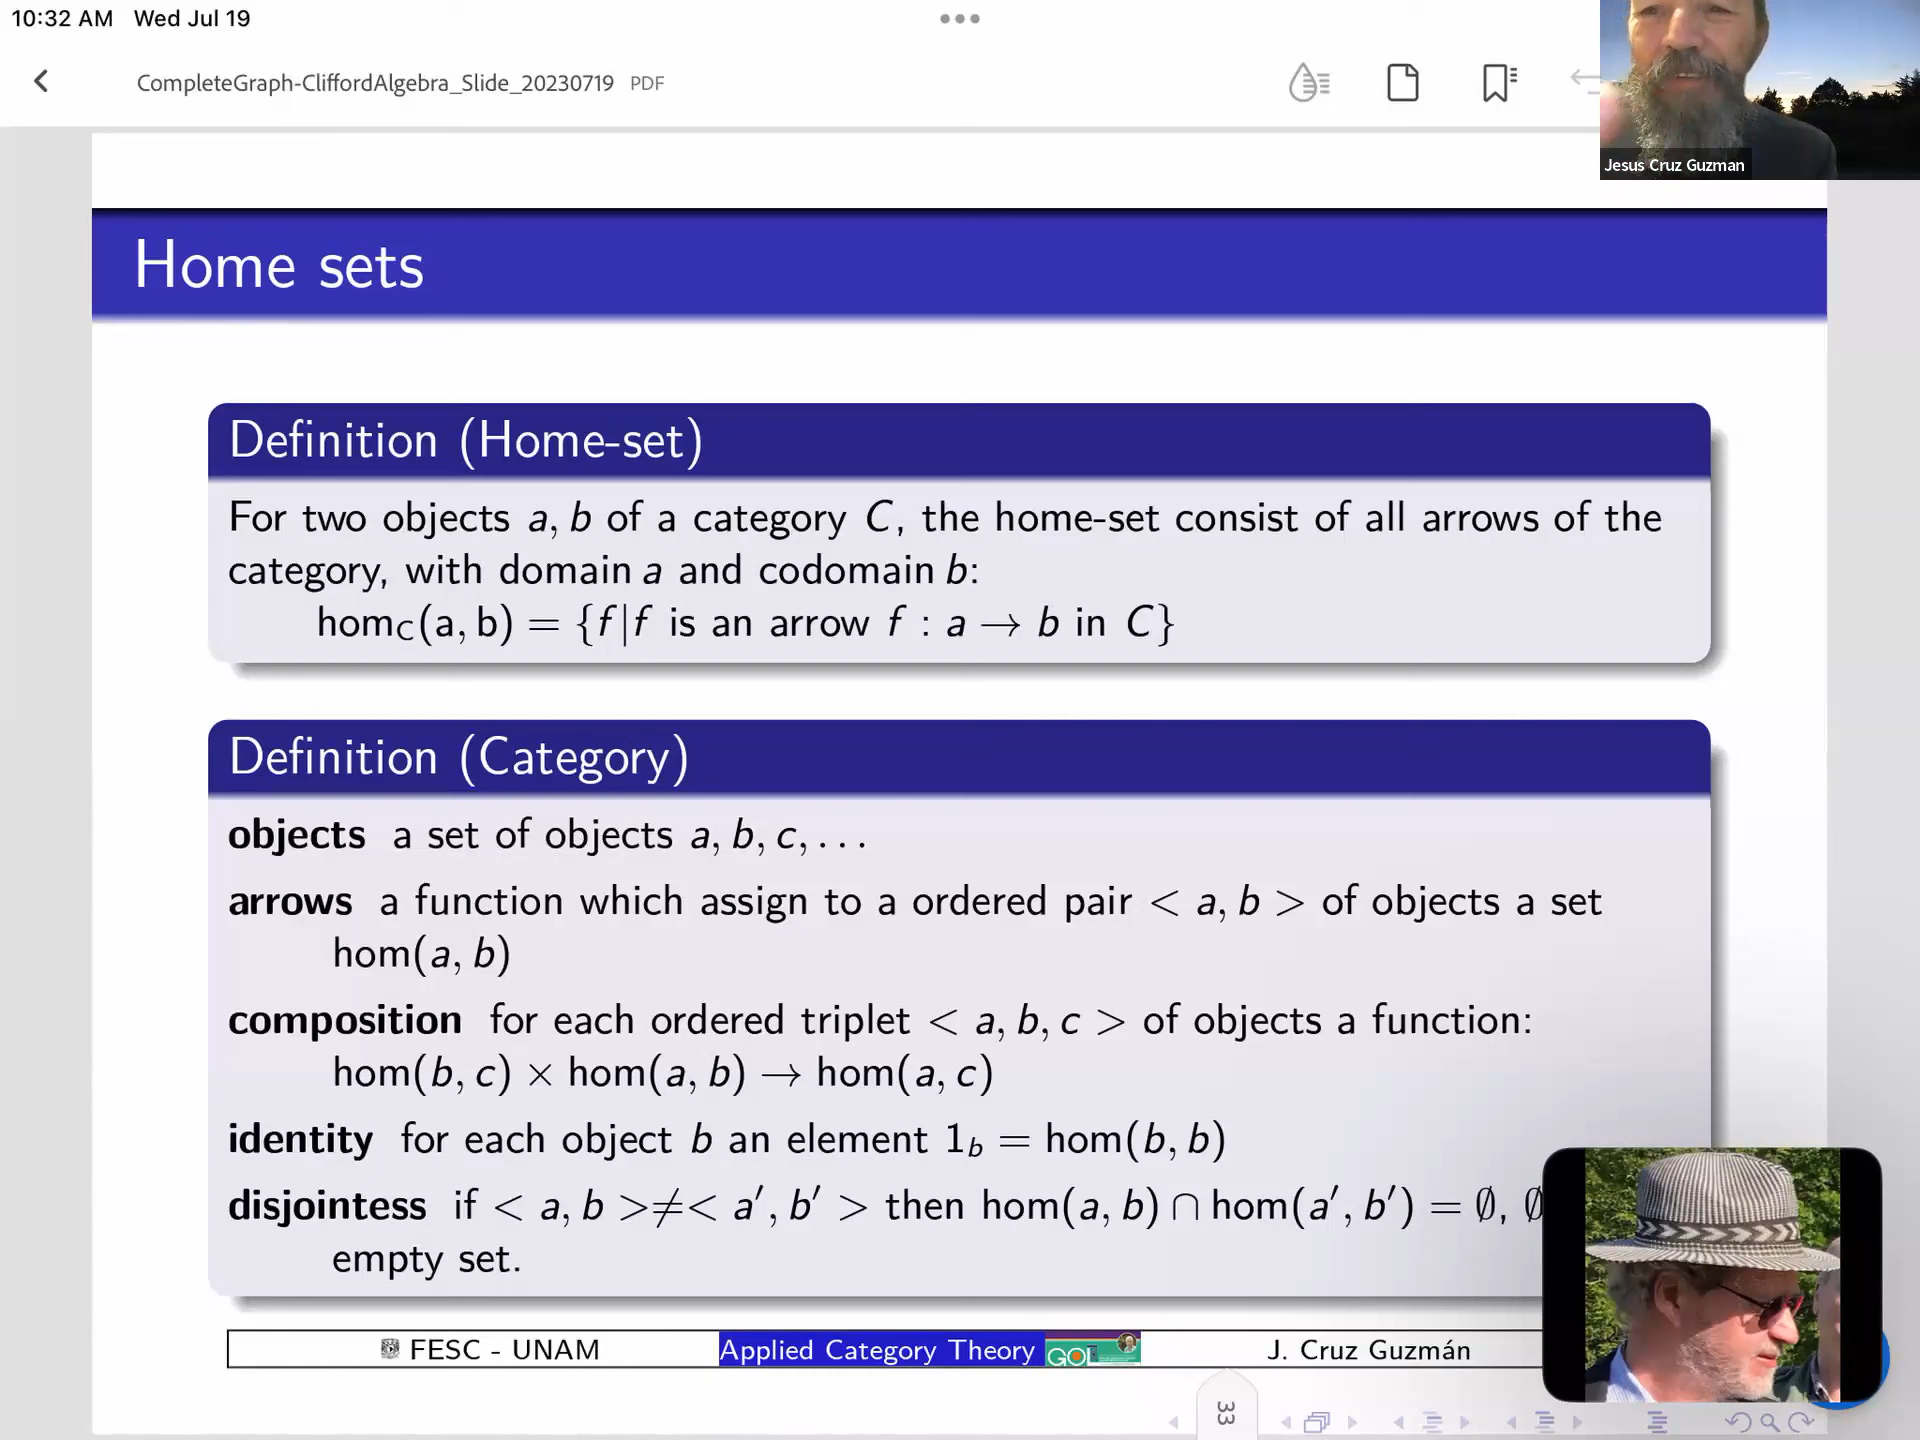 10:32 AM Wed Jul 19
CompleteGraph-CliffordAlgebra_Slide_20230719 PDF
Jesus Cruz Guzman
Home sets
Definition (Home-set)
For two objects a, b of a category C, the home-set consist of all arrows of the
category, with domain a and codomain b:
hom_C(a, b) = {f|f is an arrow f : a → b in C}
Definition (Category)
objects a set of objects a, b, c, . . .
arrows a function which assign to a ordered pair < a, b > of objects a set
hom(a, b)
composition for each ordered triplet < a, b, c > of objects a function:
hom(b, c) × hom(a, b) → hom(a, c)
identity for each object b an element 1_b = hom(b, b)
disjointess if < a, b >≠< a′, b′ > then hom(a, b) ∩ hom(a′, b′) = ∅, ∅
empty set.
FESC - UNAM Applied Category Theory GOL J. Cruz Guzmán
33